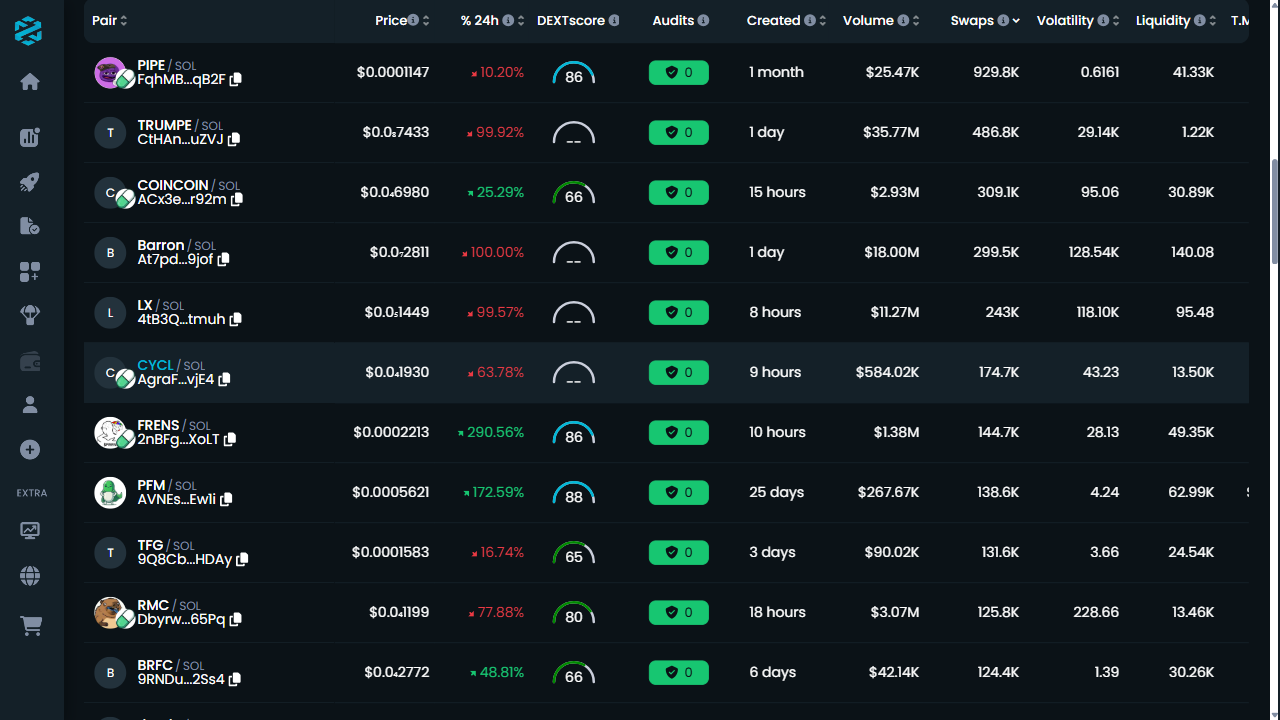 Pair Price % 24h DEXTscore Audits Created Volume Swaps Volatility Liquidity T.M
PIPE / SOL
FqhMB...qB2F $0.0001147 10.20% 86 0 1 month $25.47K 929.8K 0.6161 41.33K
TRUMPE / SOL
CtHAn...uZVJ $0.0₈7433 99.92% -- 0 1 day $35.77M 486.8K 29.14K 1.22K
COINCOIN / SOL
ACx3e...r92m $0.0₄6980 25.29% 66 0 15 hours $2.93M 309.1K 95.06 30.89K
Barron / SOL
At7pd...9jof $0.0₇2811 100.00% -- 0 1 day $18.00M 299.5K 128.54K 140.08
LX / SOL
4tB3Q...tmuh $0.0₅1449 99.57% -- 0 8 hours $11.27M 243K 118.10K 95.48
CYCL / SOL
AgraF...vjE4 $0.0₄1930 63.78% -- 0 9 hours $584.02K 174.7K 43.23 13.50K
FRENS / SOL
2nBFg...XoLT $0.0002213 290.56% 86 0 10 hours $1.38M 144.7K 28.13 49.35K
PFM / SOL
AVNEs...Ew1i $0.0005621 172.59% 88 0 25 days $267.67K 138.6K 4.24 62.99K
TFG / SOL
9Q8Cb...HDAy $0.0001583 16.74% 65 0 3 days $90.02K 131.6K 3.66 24.54K
EXTRA
RMC / SOL
Dbyrw...65Pq $0.0₄1199 77.88% 80 0 18 hours $3.07M 125.8K 228.66 13.46K
BRFC / SOL
9RNDu...2Ss4 $0.0₄2772 48.81% 66 0 6 days $42.14K 124.4K 1.39 30.26K